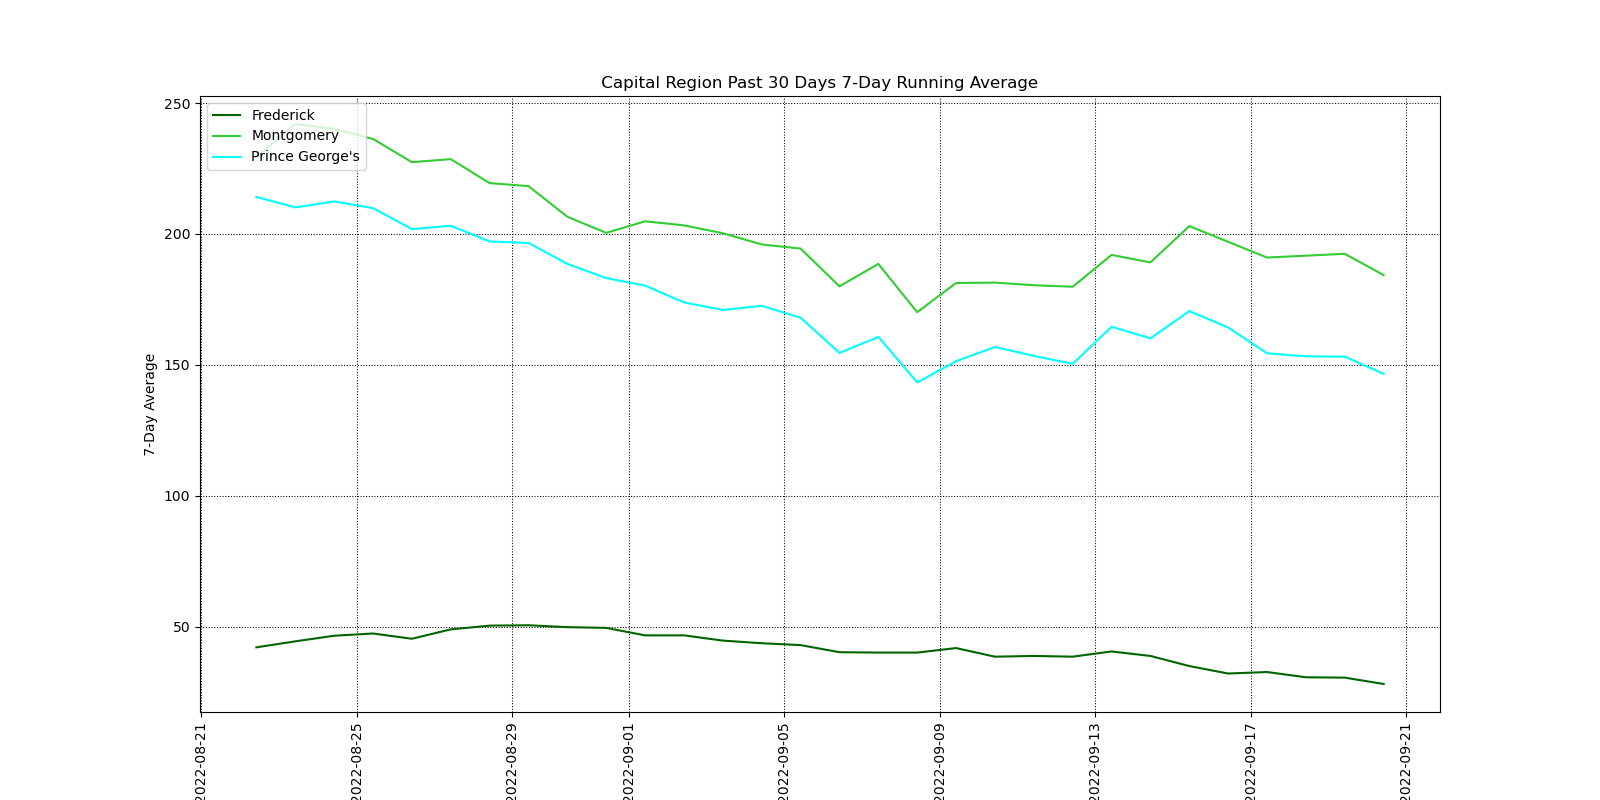 Capital Region Past 30 Days 7-Day Running Average
Frederick
Montgomery
Prince George's
7-Day Average
250
200
150
100
50
2022-08-21
2022-08-25
2022-08-29
2022-09-01
2022-09-05
2022-09-09
2022-09-13
2022-09-17
2022-09-21